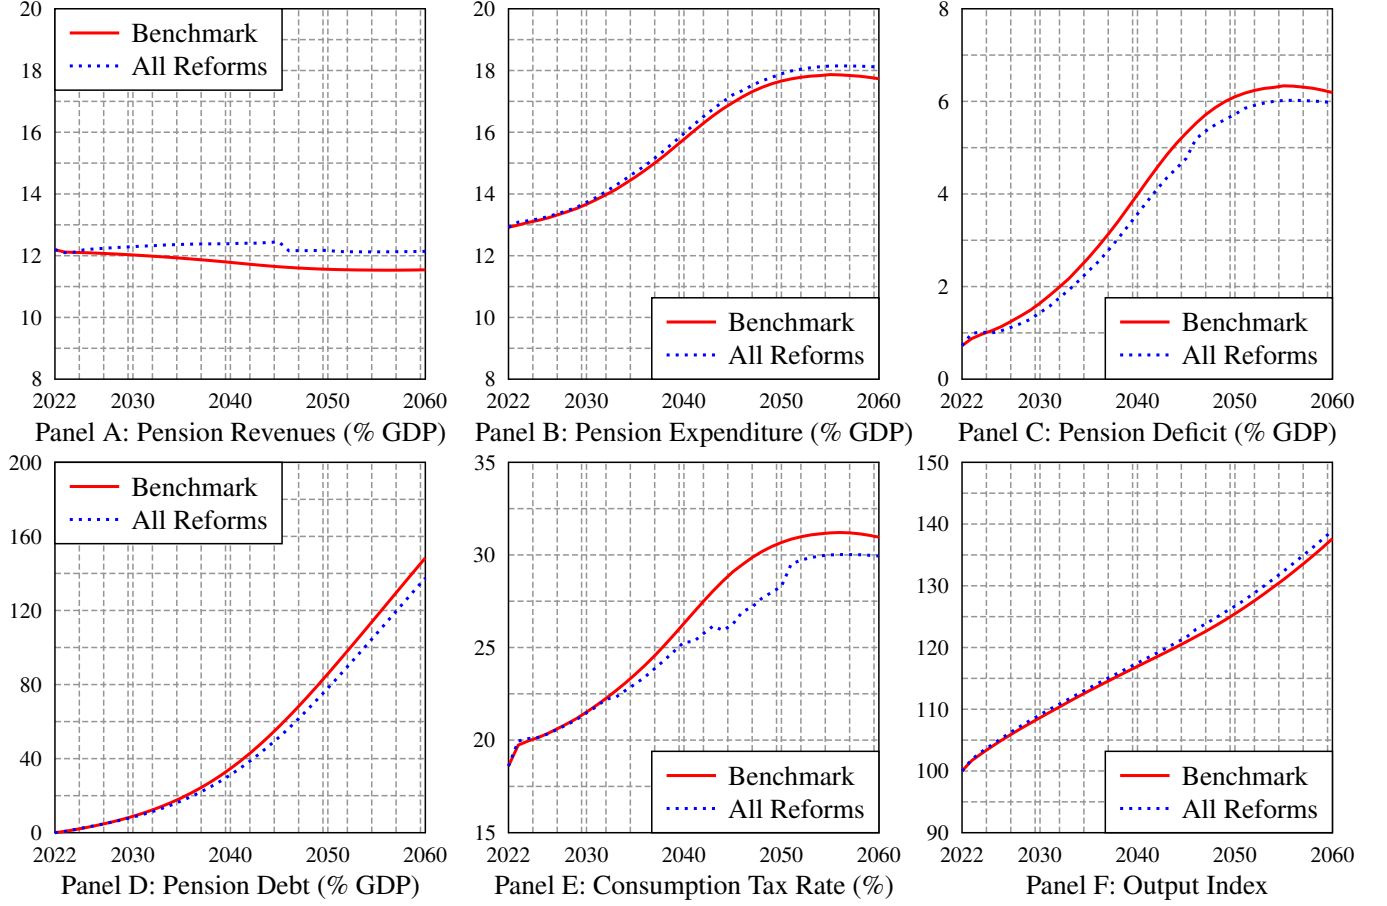 20
18
16
14
12
10
8
Benchmark
All Reforms
2022 2030 2040 2050 2060
Panel A: Pension Revenues (% GDP)
20
18
16
14
12
10
8
Benchmark
All Reforms
2022 2030 2040 2050 2060
Panel B: Pension Expenditure (% GDP)
8
6
4
2
0
Benchmark
All Reforms
2022 2030 2040 2050 2060
Panel C: Pension Deficit (% GDP)
200
160
120
80
40
0
Benchmark
All Reforms
2022 2030 2040 2050 2060
Panel D: Pension Debt (% GDP)
35
30
25
20
15
Benchmark
All Reforms
2022 2030 2040 2050 2060
Panel E: Consumption Tax Rate (%)
150
140
130
120
110
100
90
Benchmark
All Reforms
2022 2030 2040 2050 2060
Panel F: Output Index